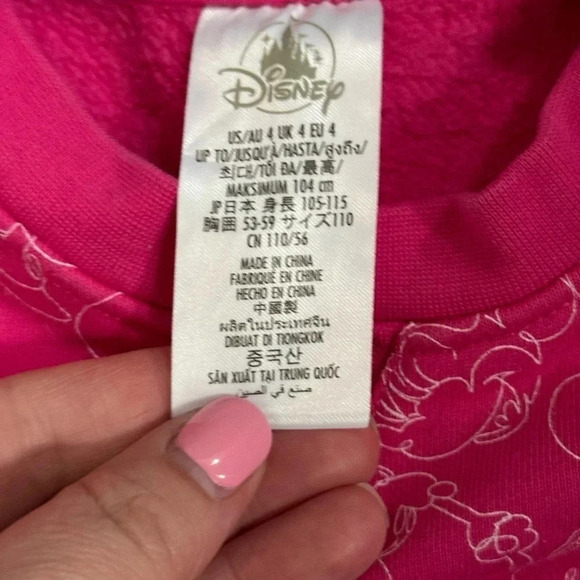 Disney
US/AU 4 UK 4 EU 4
UP TO/JUSQU'À/HASTA/สูงถึง/
초|대/TỐI ĐA/最高/
MAKSIMUM 104 cm
JP日本 身長 105-115
胸囲 53-59 サイズ110
CN 110/56
MADE IN CHINA
FABRIQUÉ EN CHINE
HECHO EN CHINA
中國製
ผลิตในประเทศจีน
DIBUAT DI TIONGKOK
중국산
SẢN XUẤT TẠI TRUNG QUỐC
صنع في الصين